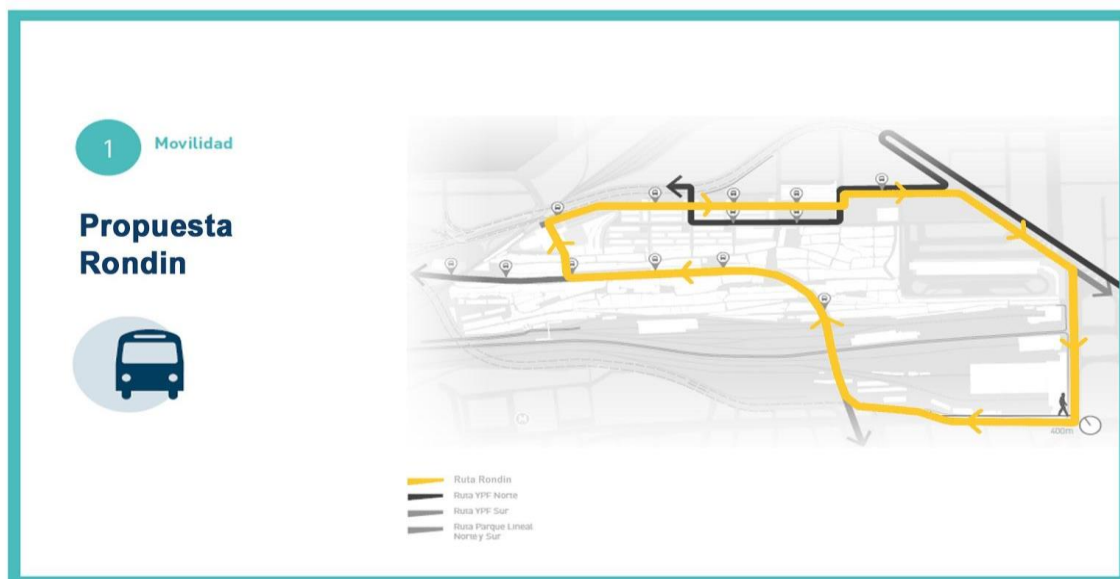 1
Movilidad
Propuesta
Rondin
400m
Ruta Rondin
Ruta YPF Norte
Ruta YPF Sur
Ruta Parque Lineal
Norte y Sur